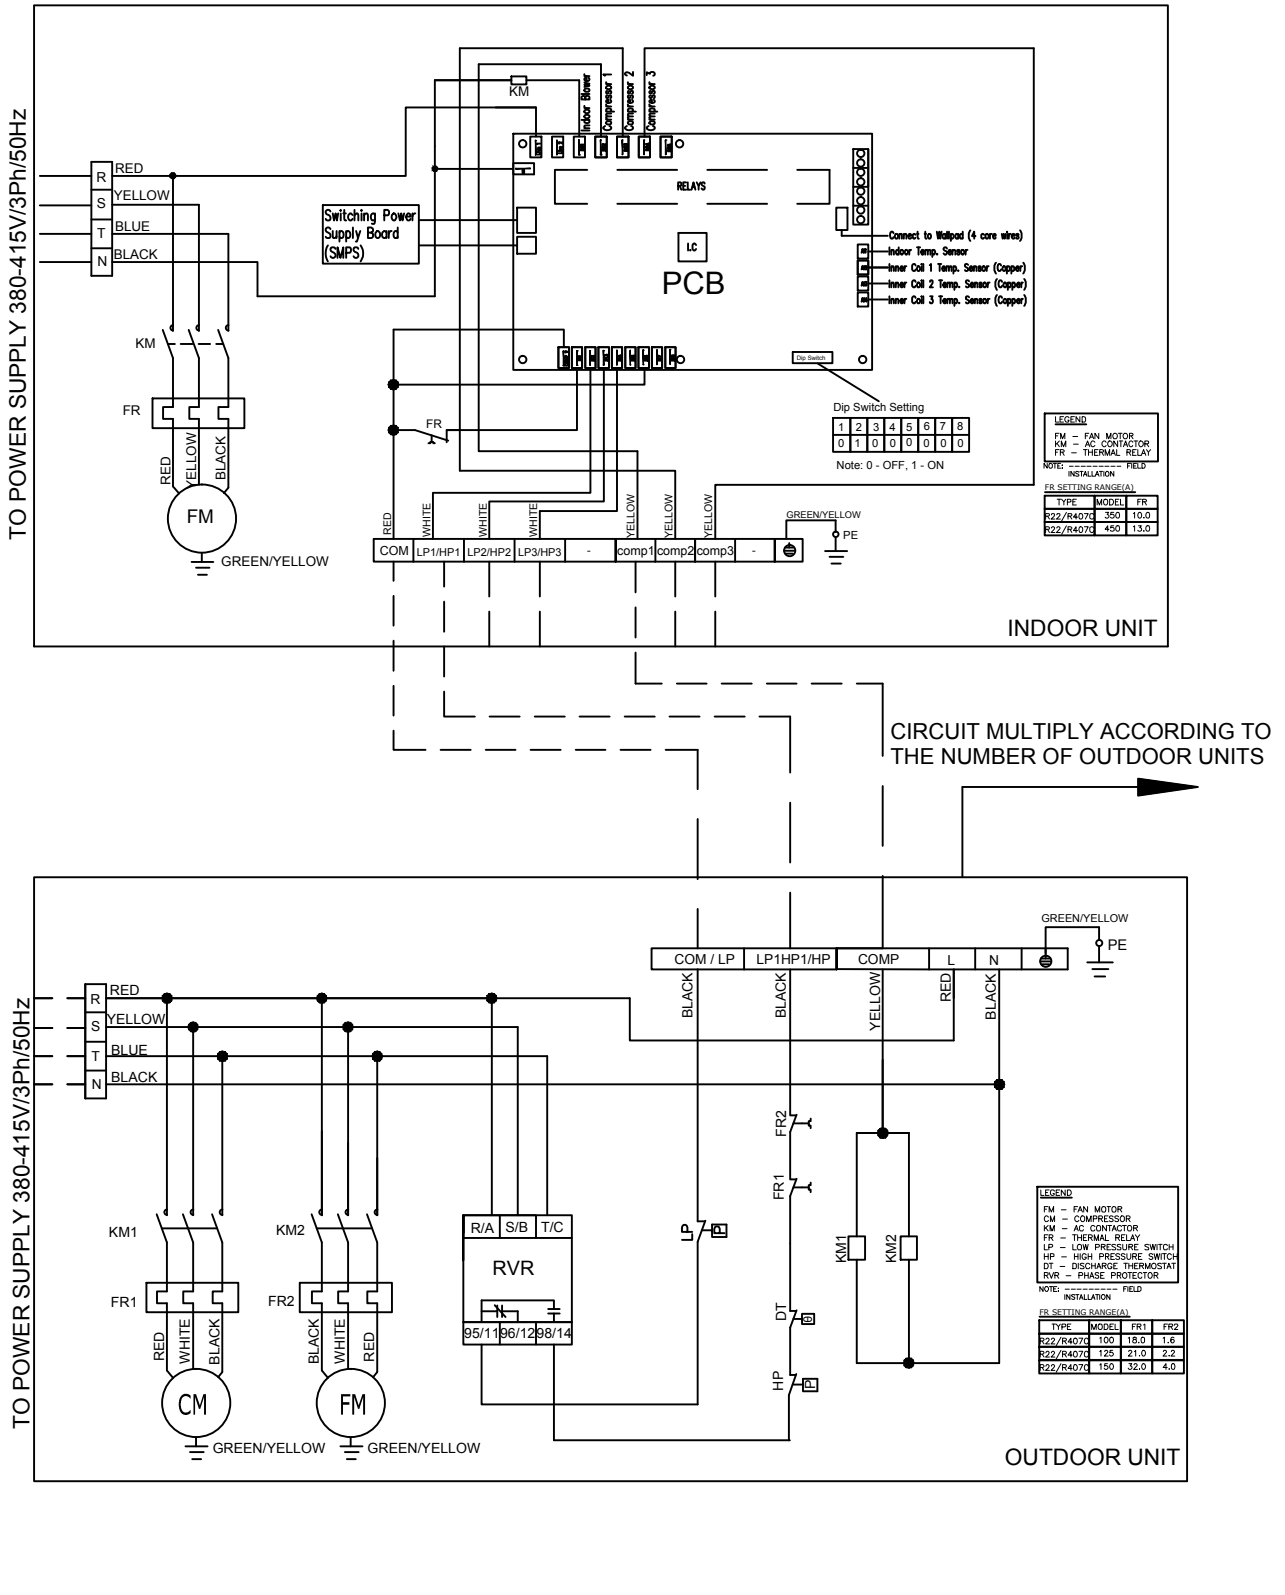 TO POWER SUPPLY 380-415V/3Ph/50Hz
R
RED
S
YELLOW
T
BLUE
N
BLACK
KM
Indoor Blower
Compressor 1
Compressor 2
Compressor 3
RELAYS
Switching Power
Supply Board
(SMPS)
I.C
PCB
Connect to Wallpad (4 core wires)
Indoor Temp. Sensor
Inner Coil 1 Temp. Sensor (Copper)
Inner Coil 2 Temp. Sensor (Copper)
Inner Coil 3 Temp. Sensor (Copper)
Dip Switch
KM
FR
RED
YELLOW
BLACK
FM
GREEN/YELLOW
FR
Dip Switch Setting
1 2 3 4 5 6 7 8
0 1 0 0 0 0 0 0
Note: 0 - OFF, 1 - ON
LEGEND
FM – FAN MOTOR
KM – AC CONTACTOR
FR – THERMAL RELAY
NOTE: --------- FIELD
INSTALLATION
FR SETTING RANGE(A)
TYPE MODEL FR
R22/R407C 350 10.0
R22/R407C 450 13.0
RED
WHITE
WHITE
WHITE
YELLOW
YELLOW
YELLOW
GREEN/YELLOW
PE
COM LP1/HP1 LP2/HP2 LP3/HP3 - comp1 comp2 comp3 -
INDOOR UNIT
CIRCUIT MULTIPLY ACCORDING TO
THE NUMBER OF OUTDOOR UNITS
TO POWER SUPPLY 380-415V/3Ph/50Hz
GREEN/YELLOW
PE
COM / LP LP1HP1/HP COMP L N
BLACK
BLACK
YELLOW
RED
BLACK
R
RED
S
YELLOW
T
BLUE
N
BLACK
KM1
KM2
FR1
FR2
RED
WHITE
BLACK
BLACK
WHITE
RED
CM
FM
GREEN/YELLOW
GREEN/YELLOW
R/A S/B T/C
RVR
95/11 96/12 98/14
LP
P
FR2
FR1
DT
θ
HP
P
KM1
KM2
LEGEND
FM – FAN MOTOR
CM – COMPRESSOR
KM – AC CONTACTOR
FR – THERMAL RELAY
LP – LOW PRESSURE SWITCH
HP – HIGH PRESSURE SWITCH
DT – DISCHARGE THERMOSTAT
RVR – PHASE PROTECTOR
NOTE: --------- FIELD
INSTALLATION
FR SETTING RANGE(A)
TYPE MODEL FR1 FR2
R22/R407C 100 18.0 1.6
R22/R407C 125 21.0 2.2
R22/R407C 150 32.0 4.0
OUTDOOR UNIT